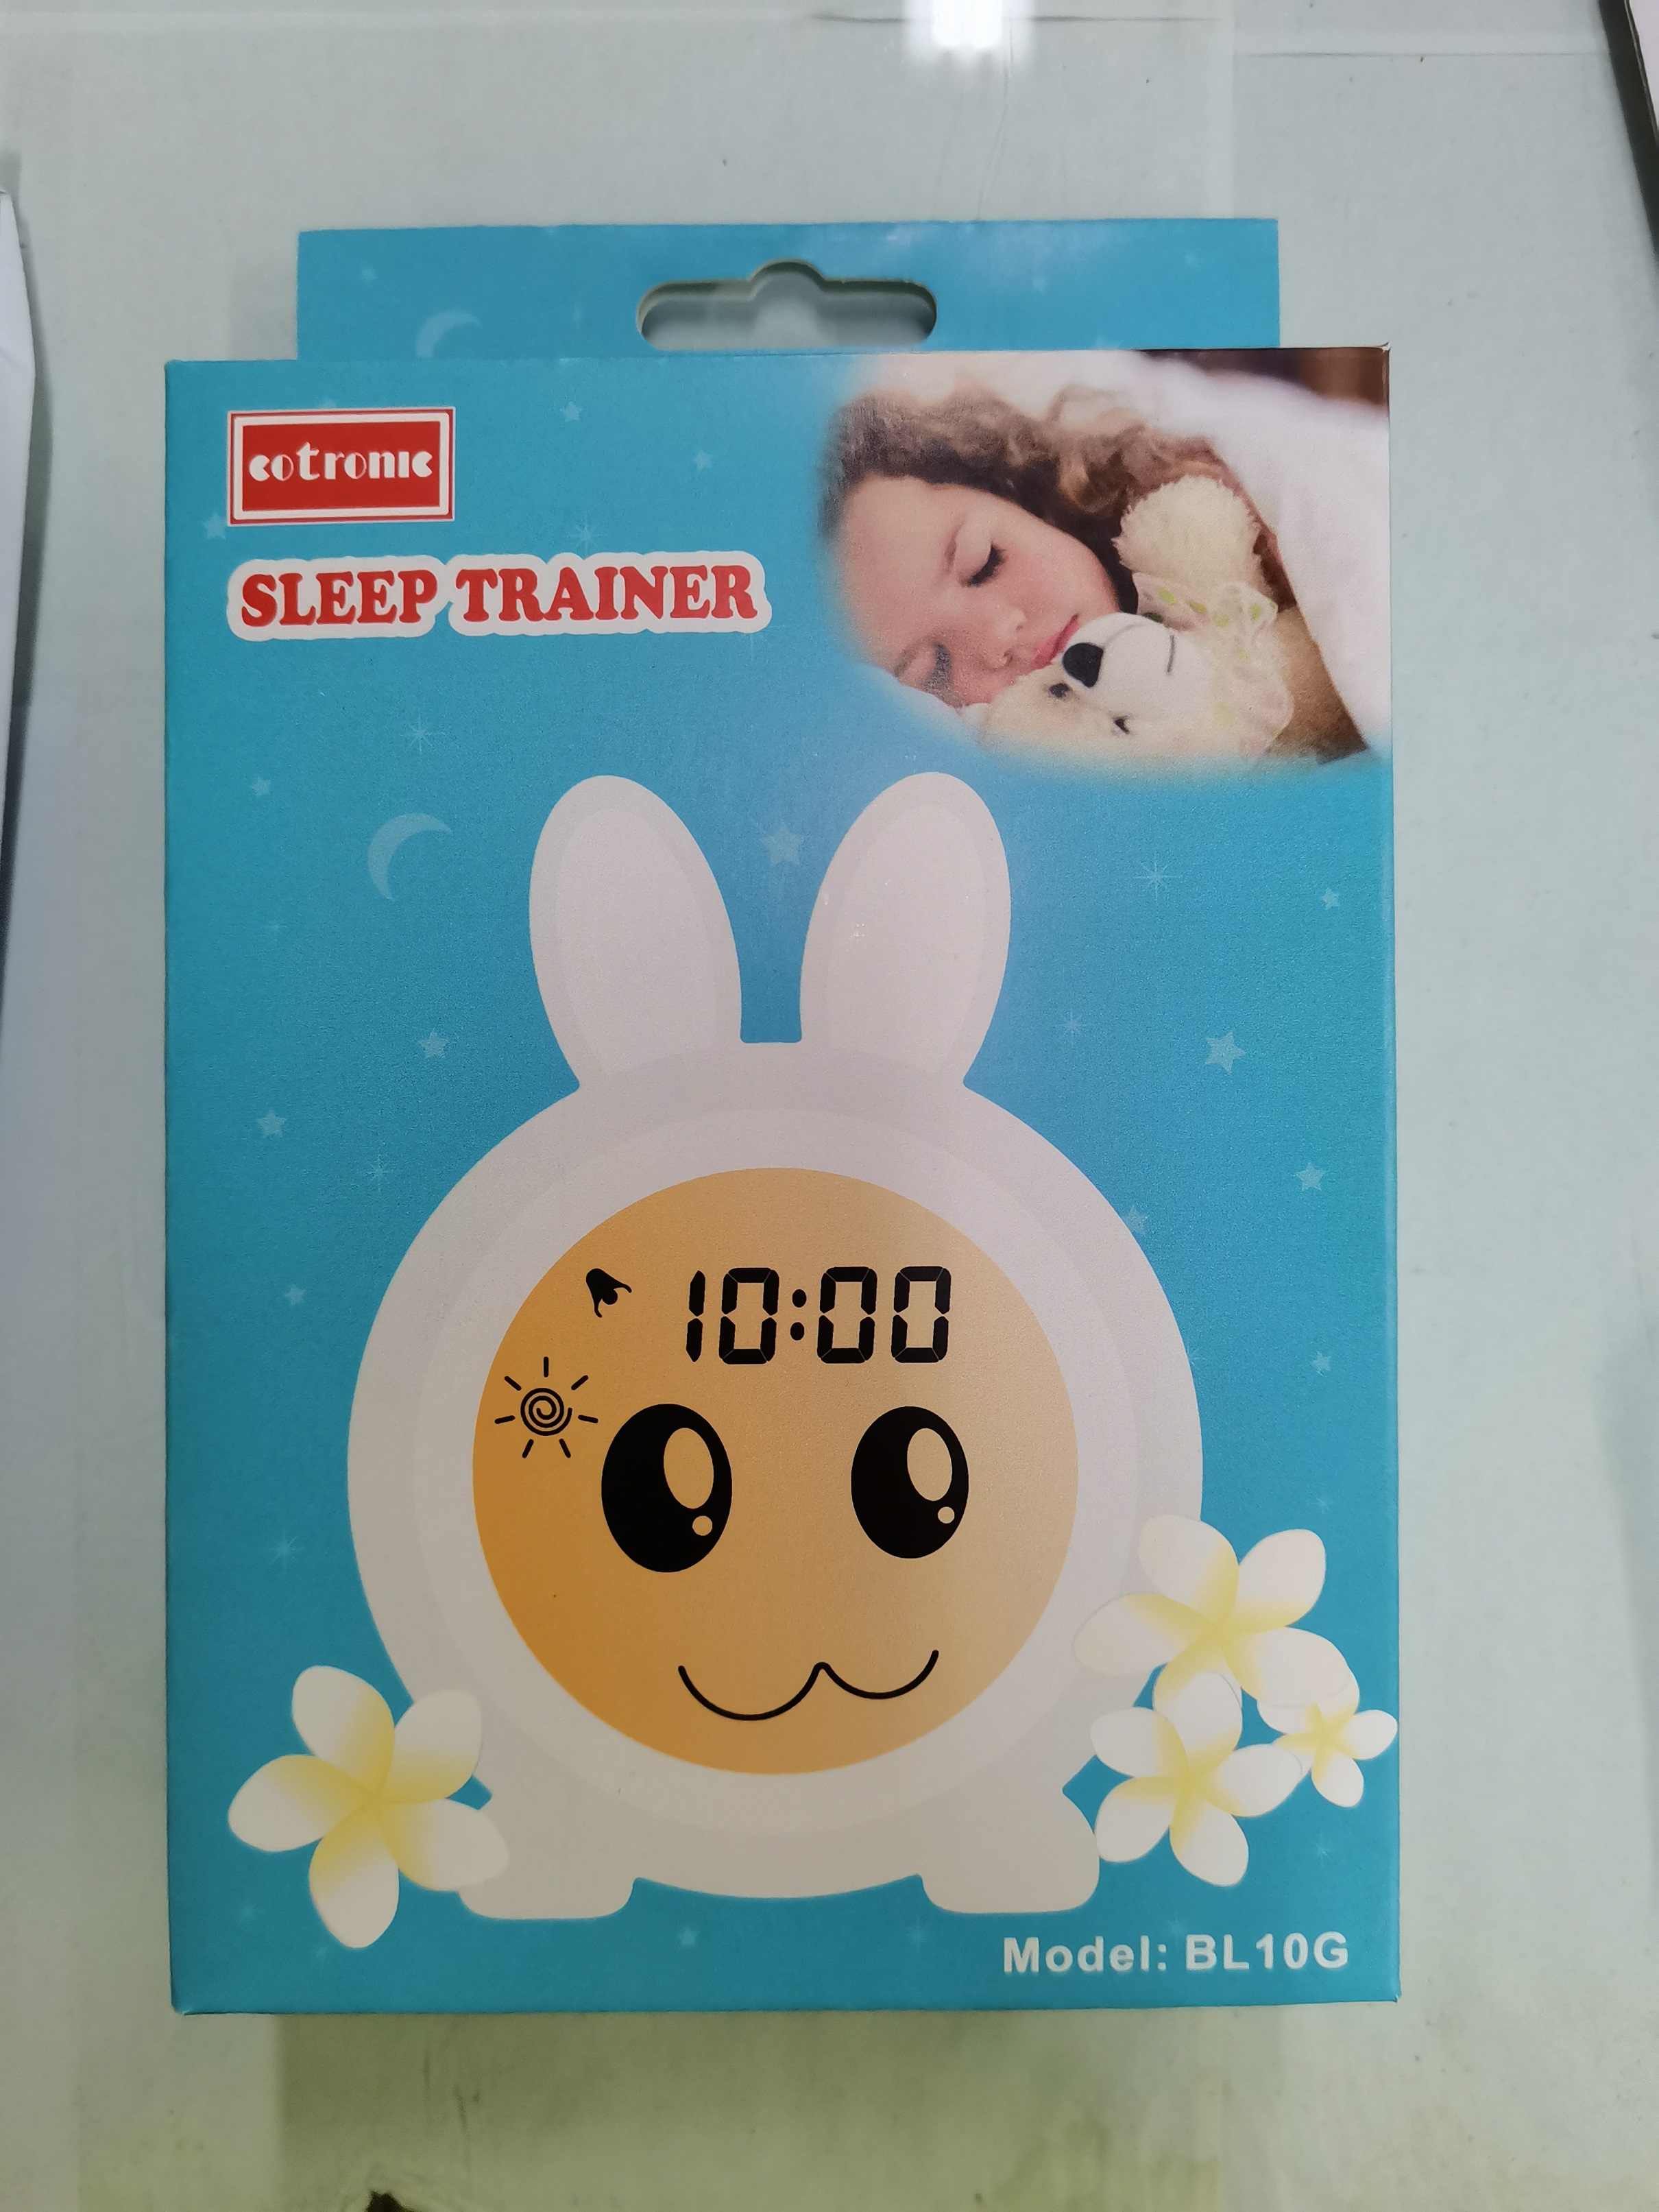 cotronic
SLEEP TRAINER
10:00
Model: BL10G